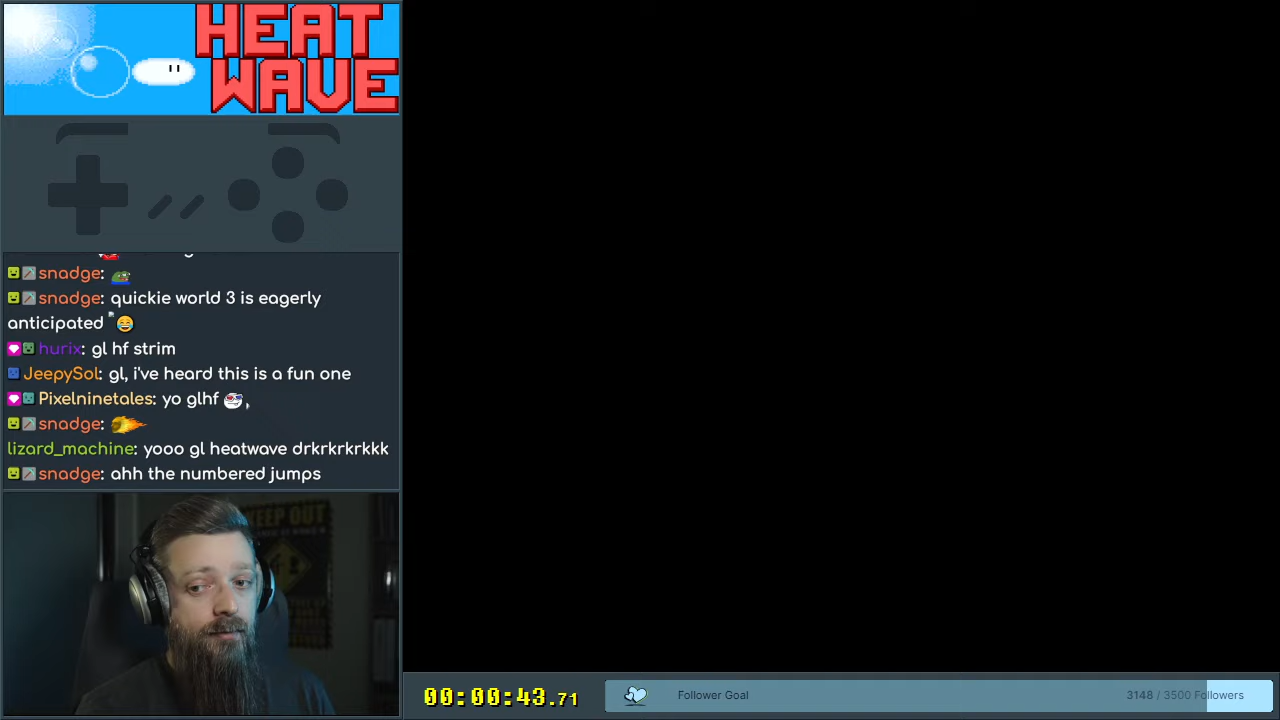 HEAT
WAVE
snadge:
snadge: quickie world 3 is eagerly
anticipated
hurix: gl hf strim
JeepySol: gl, i've heard this is a fun one
Pixelninetales: yo glhf
snadge:
lizard_machine: yooo gl heatwave drkrkrkrkkk
snadge: ahh the numbered jumps
KEEP OUT
00:00:43.71
Follower Goal
3148 / 3500 Followers